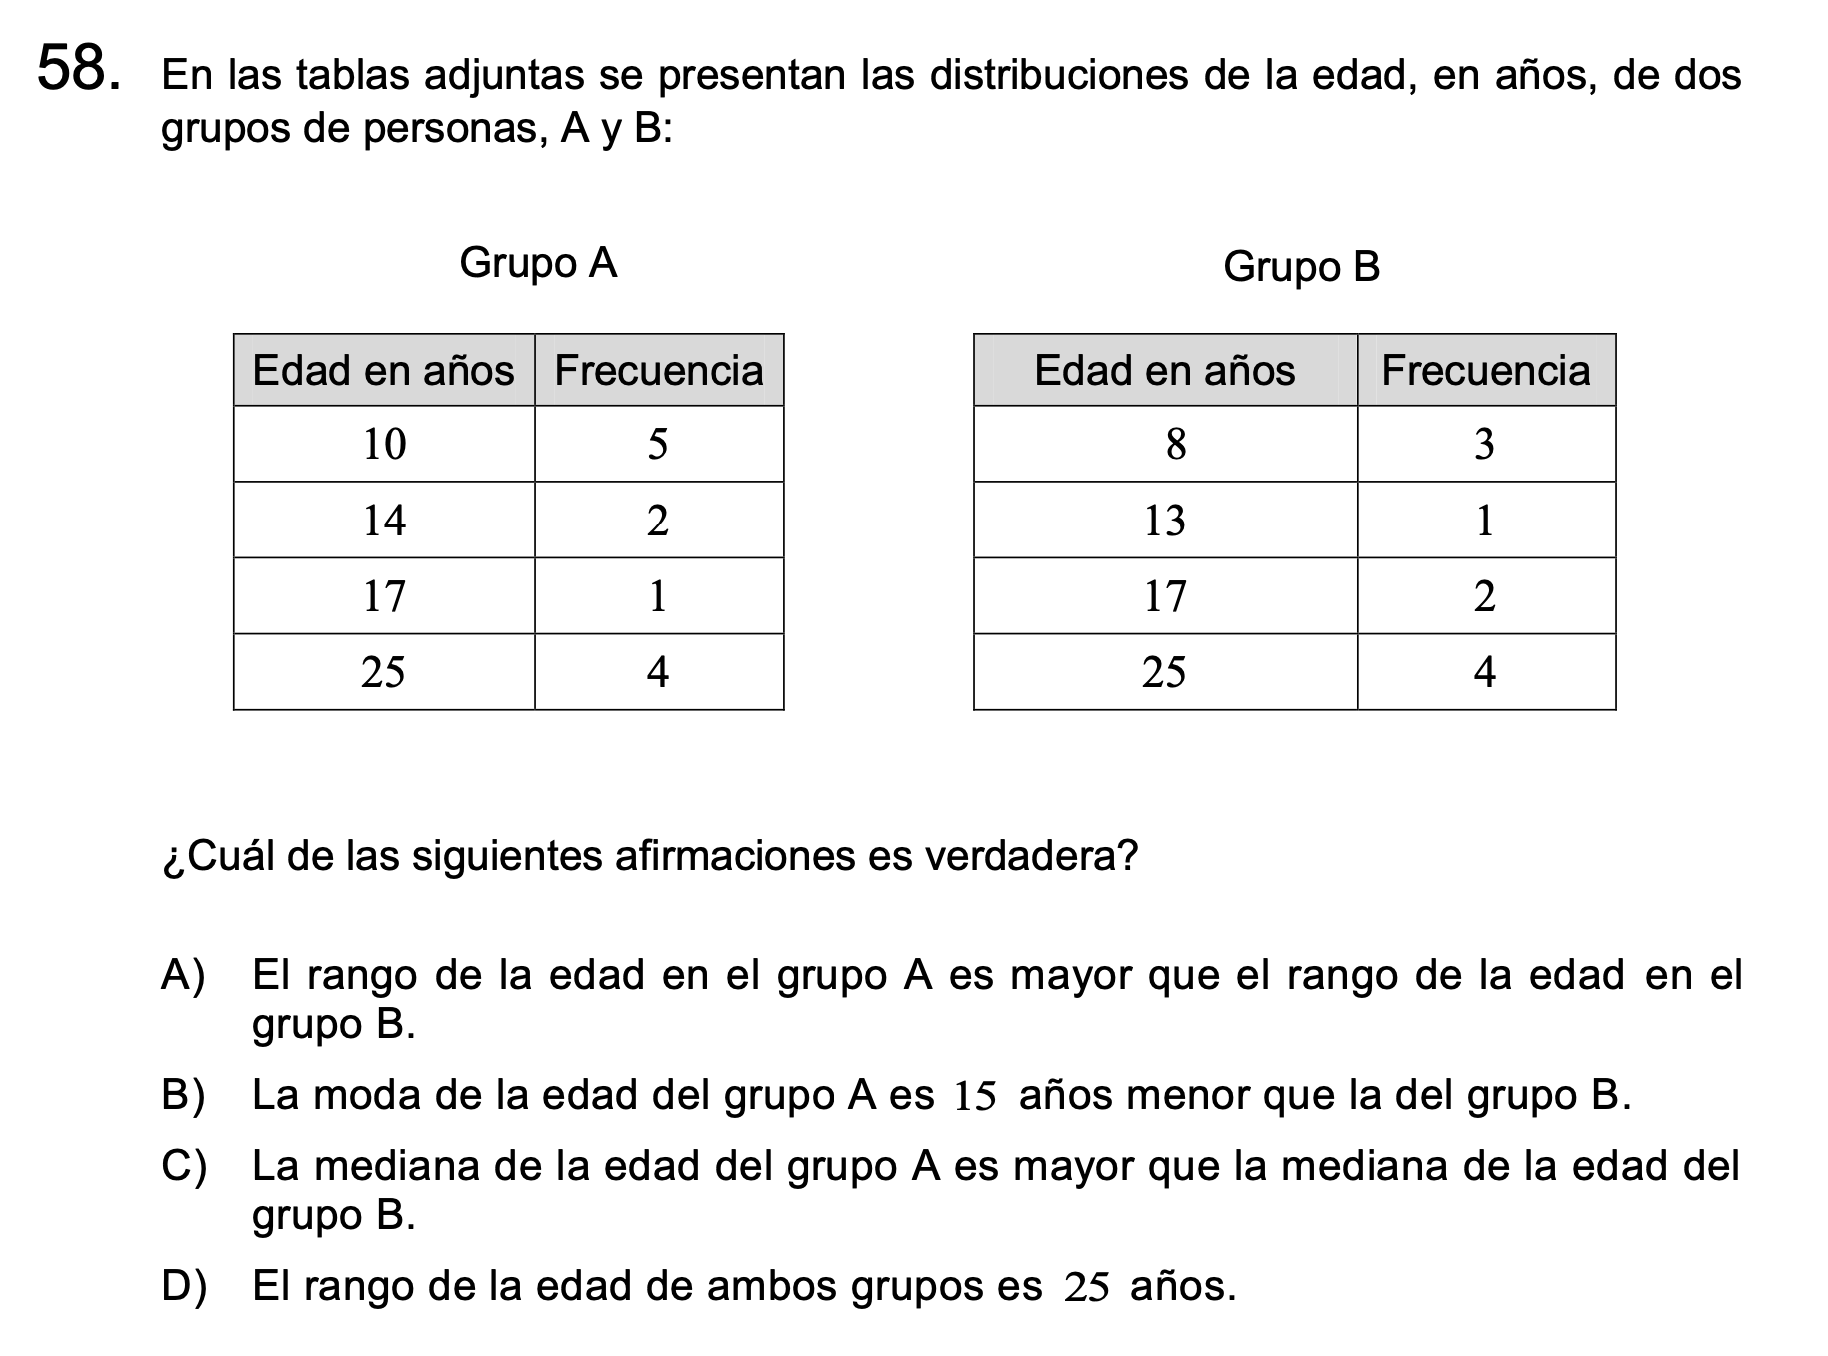 58. En las tablas adjuntas se presentan las distribuciones de la edad, en años, de dos
grupos de personas, A y B:
Grupo A
Edad en años Frecuencia
10 5
14 2
17 1
25 4
Grupo B
Edad en años Frecuencia
8 3
13 1
17 2
25 4
¿Cuál de las siguientes afirmaciones es verdadera?
A) El rango de la edad en el grupo A es mayor que el rango de la edad en el
grupo B.
B) La moda de la edad del grupo A es 15 años menor que la del grupo B.
C) La mediana de la edad del grupo A es mayor que la mediana de la edad del
grupo B.
D) El rango de la edad de ambos grupos es 25 años.